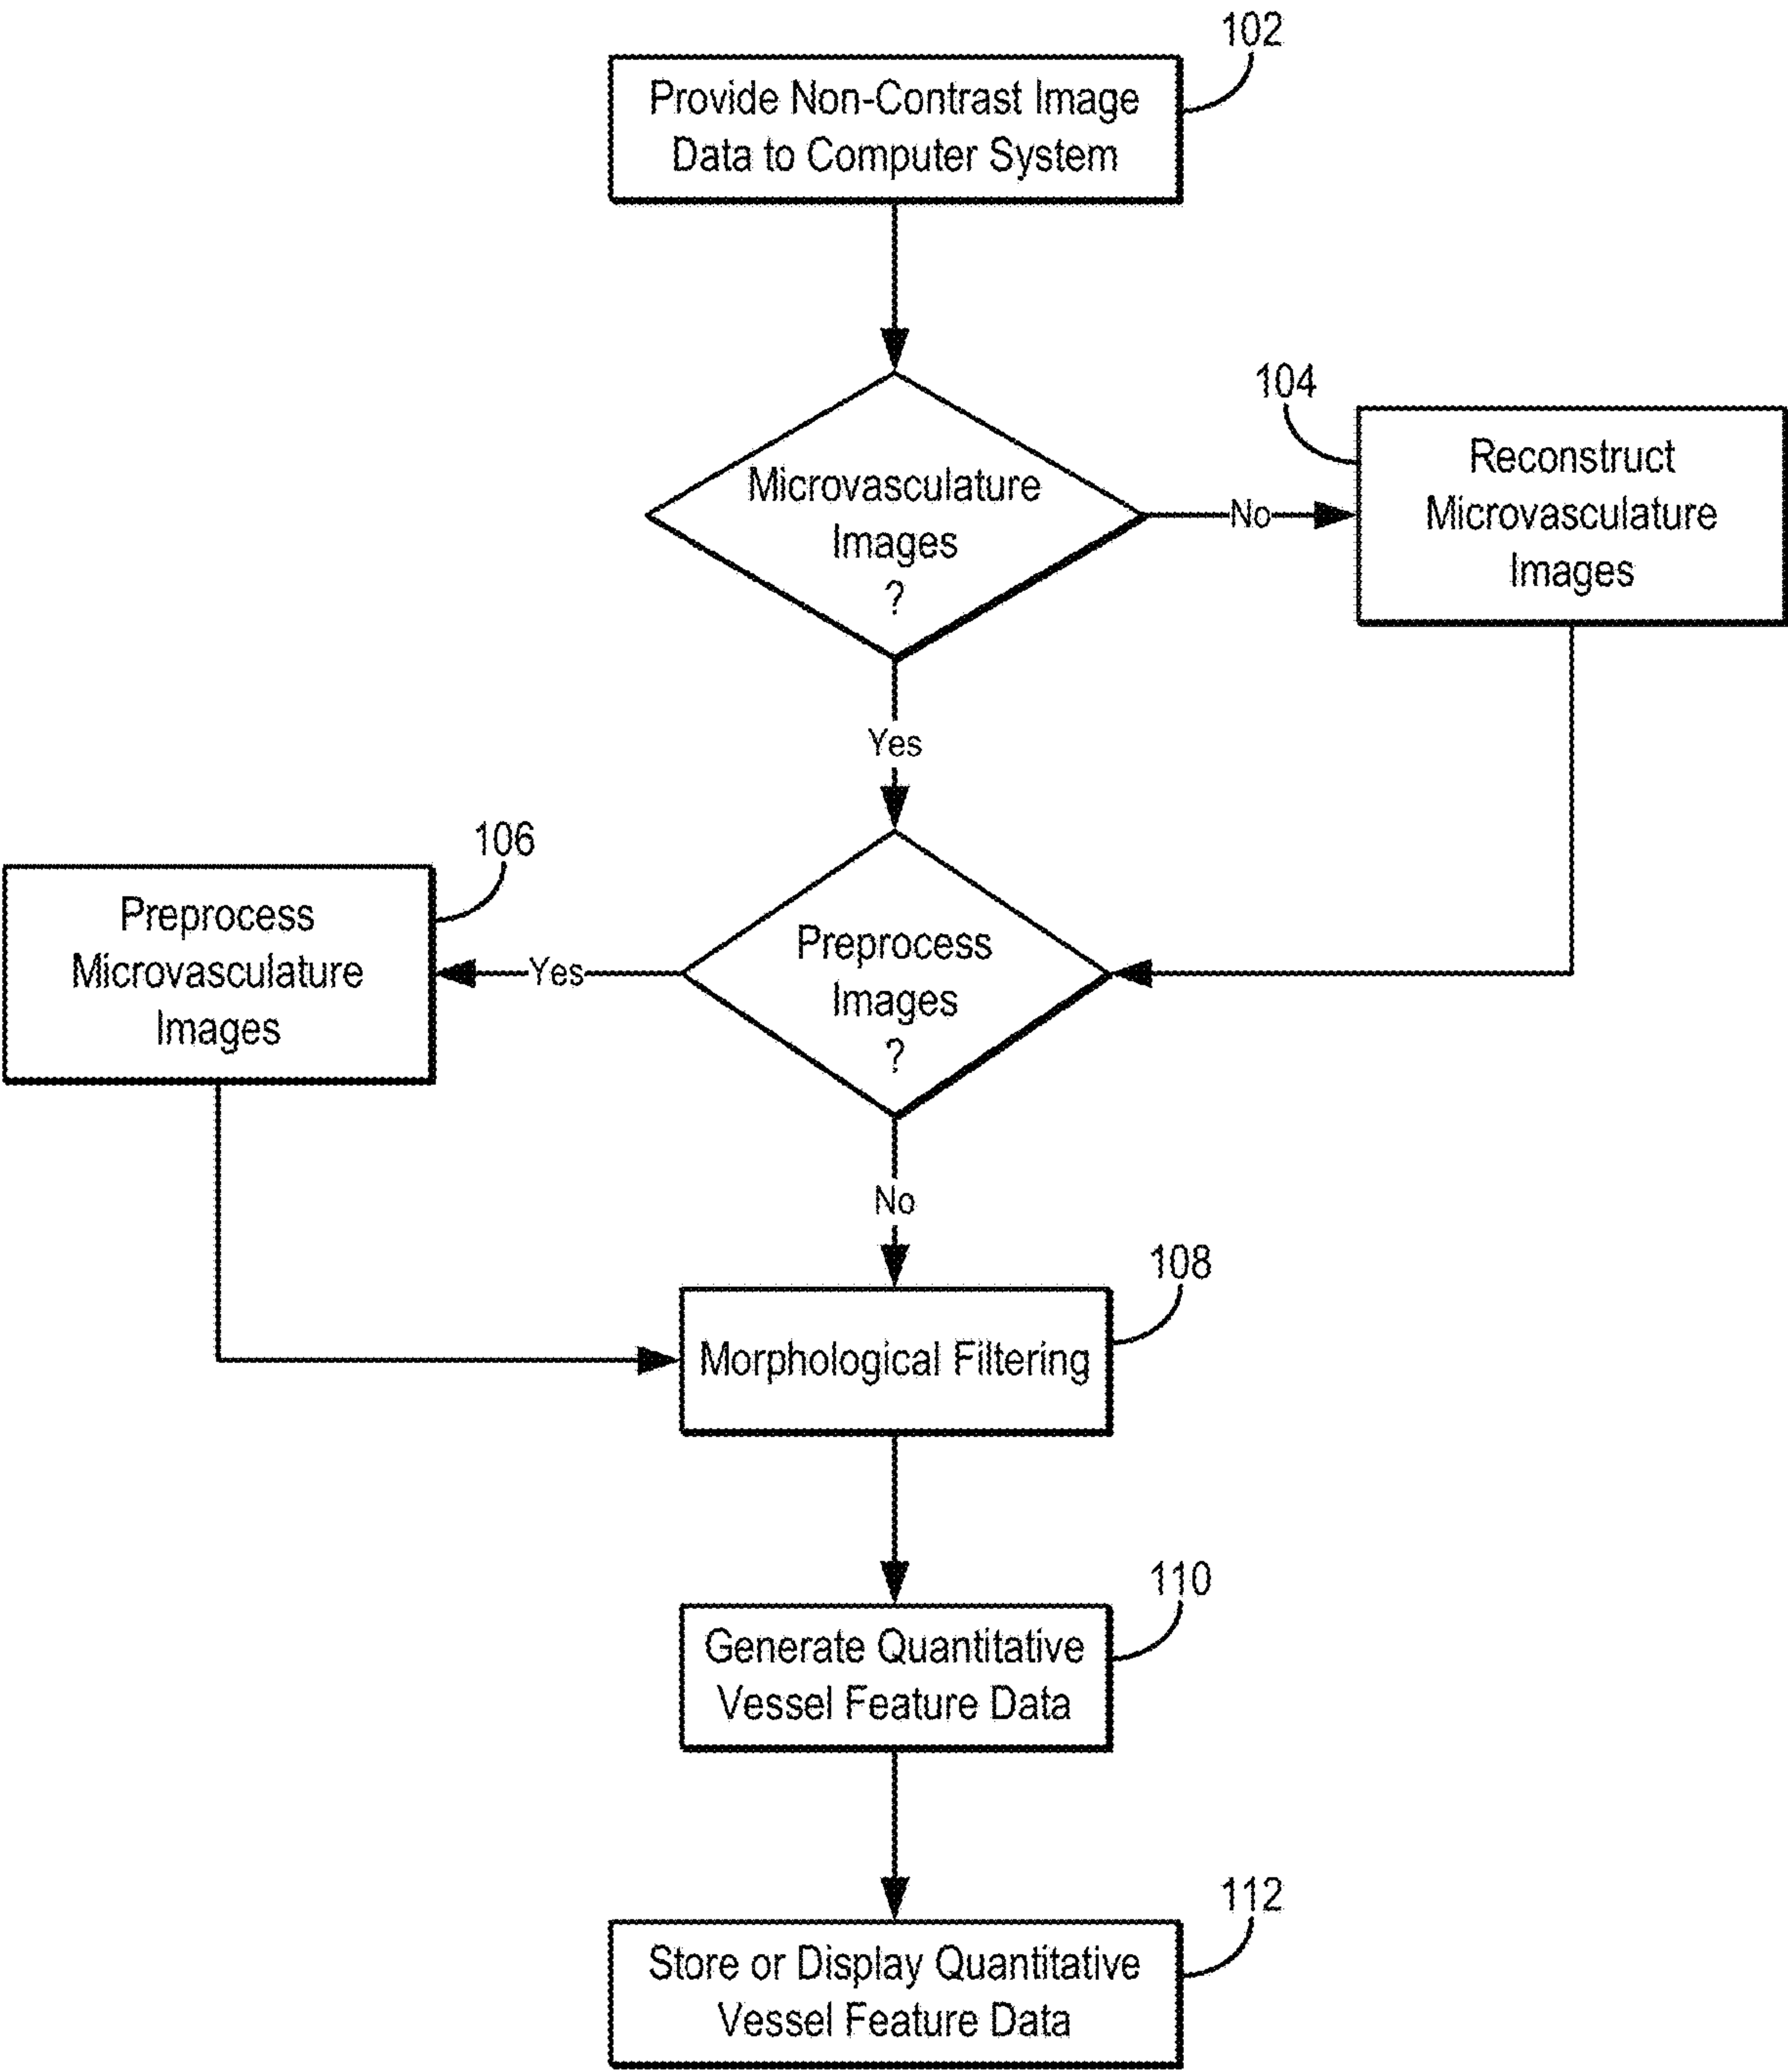 102
Provide Non-Contrast Image
Data to Computer System
104
Microvasculature
Images
?
No
Reconstruct
Microvasculature
Images
Yes
106
Preprocess
Microvasculature
Images
Yes
Preprocess
Images
?
No
108
Morphological Filtering
110
Generate Quantitative
Vessel Feature Data
112
Store or Display Quantitative
Vessel Feature Data